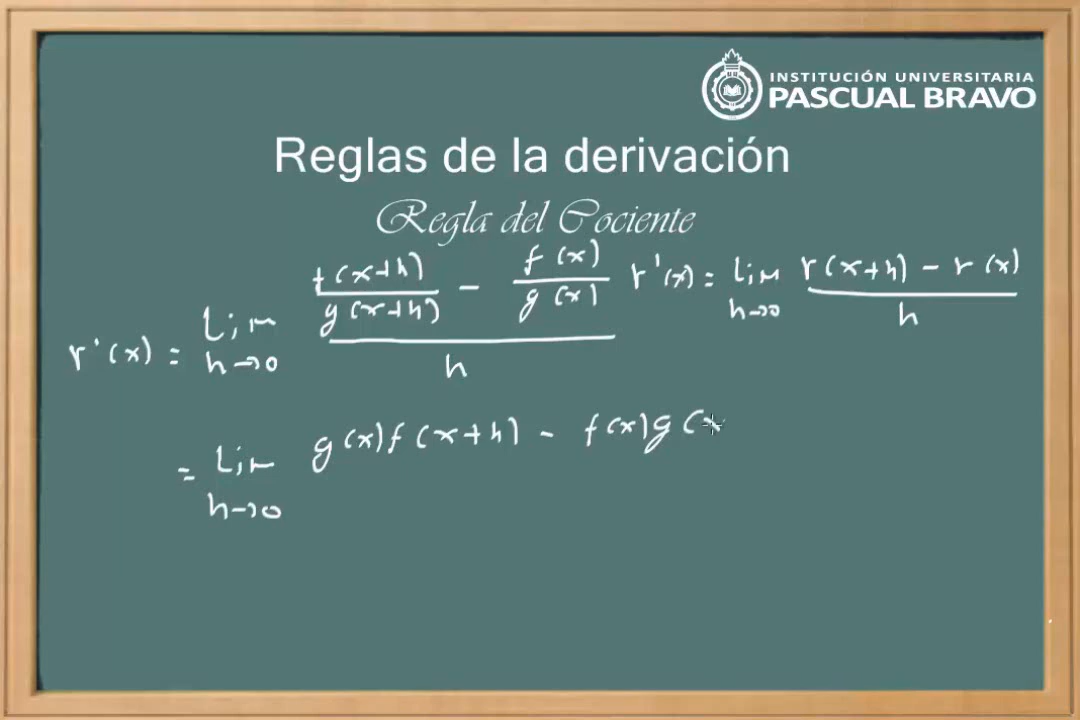 INSTITUCIÓN UNIVERSITARIA
PASCUAL BRAVO
Reglas de la derivación
Regla del Cociente
r'(x) = lim h→0 f(x+h)/g(x+h) - f(x)/g(x) / h
r'(x) = lim h→0 r(x+h) - r(x) / h
= lim h→0 g(x)f(x+h) - f(x)g(x